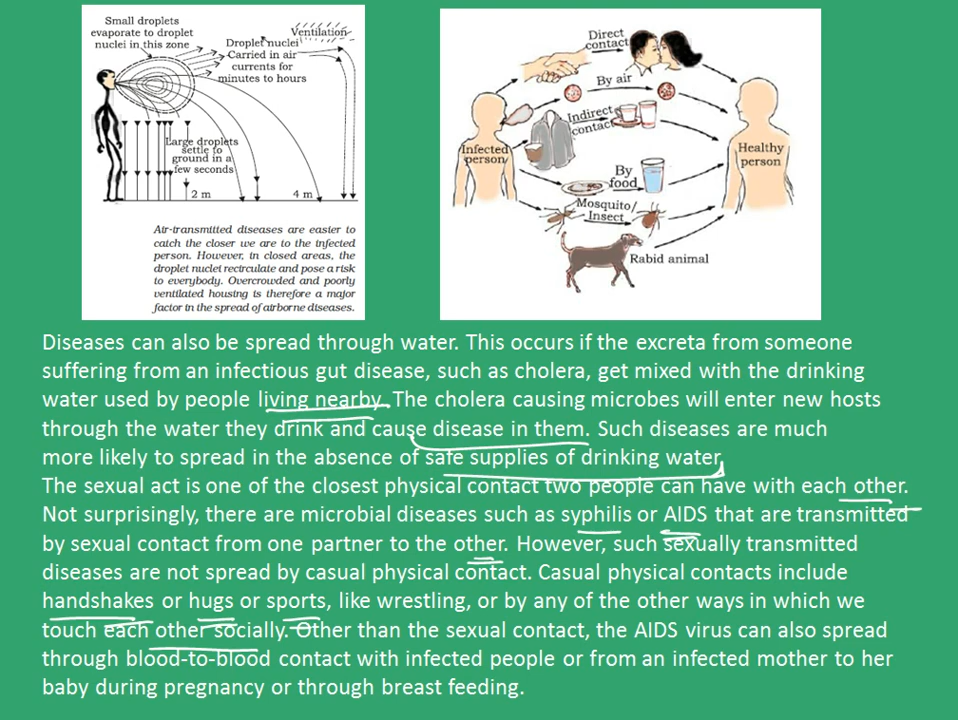 Small droplets
evaporate to droplet
nuclei in this zone
Ventilation
Droplet nuclei
Carried in air
currents for
minutes to hours
Large droplets
settle to
ground in a
few seconds
2 m
4 m
Air-transmitted diseases are easier to
catch the closer we are to the infected
person. However, in closed areas, the
droplet nuclei recirculate and pose a risk
to everybody. Overcrowded and poorly
ventilated housing is therefore a major
factor in the spread of airborne diseases.
Direct
contact
By air
Indirect
contact
Infected
person
Healthy
person
By
food
Mosquito/
Insect
Rabid animal
Diseases can also be spread through water. This occurs if the excreta from someone
suffering from an infectious gut disease, such as cholera, get mixed with the drinking
water used by people living nearby. The cholera causing microbes will enter new hosts
through the water they drink and cause disease in them. Such diseases are much
more likely to spread in the absence of safe supplies of drinking water.
The sexual act is one of the closest physical contact two people can have with each other.
Not surprisingly, there are microbial diseases such as syphilis or AIDS that are transmitted
by sexual contact from one partner to the other. However, such sexually transmitted
diseases are not spread by casual physical contact. Casual physical contacts include
handshakes or hugs or sports, like wrestling, or by any of the other ways in which we
touch each other socially. Other than the sexual contact, the AIDS virus can also spread
through blood-to-blood contact with infected people or from an infected mother to her
baby during pregnancy or through breast feeding.